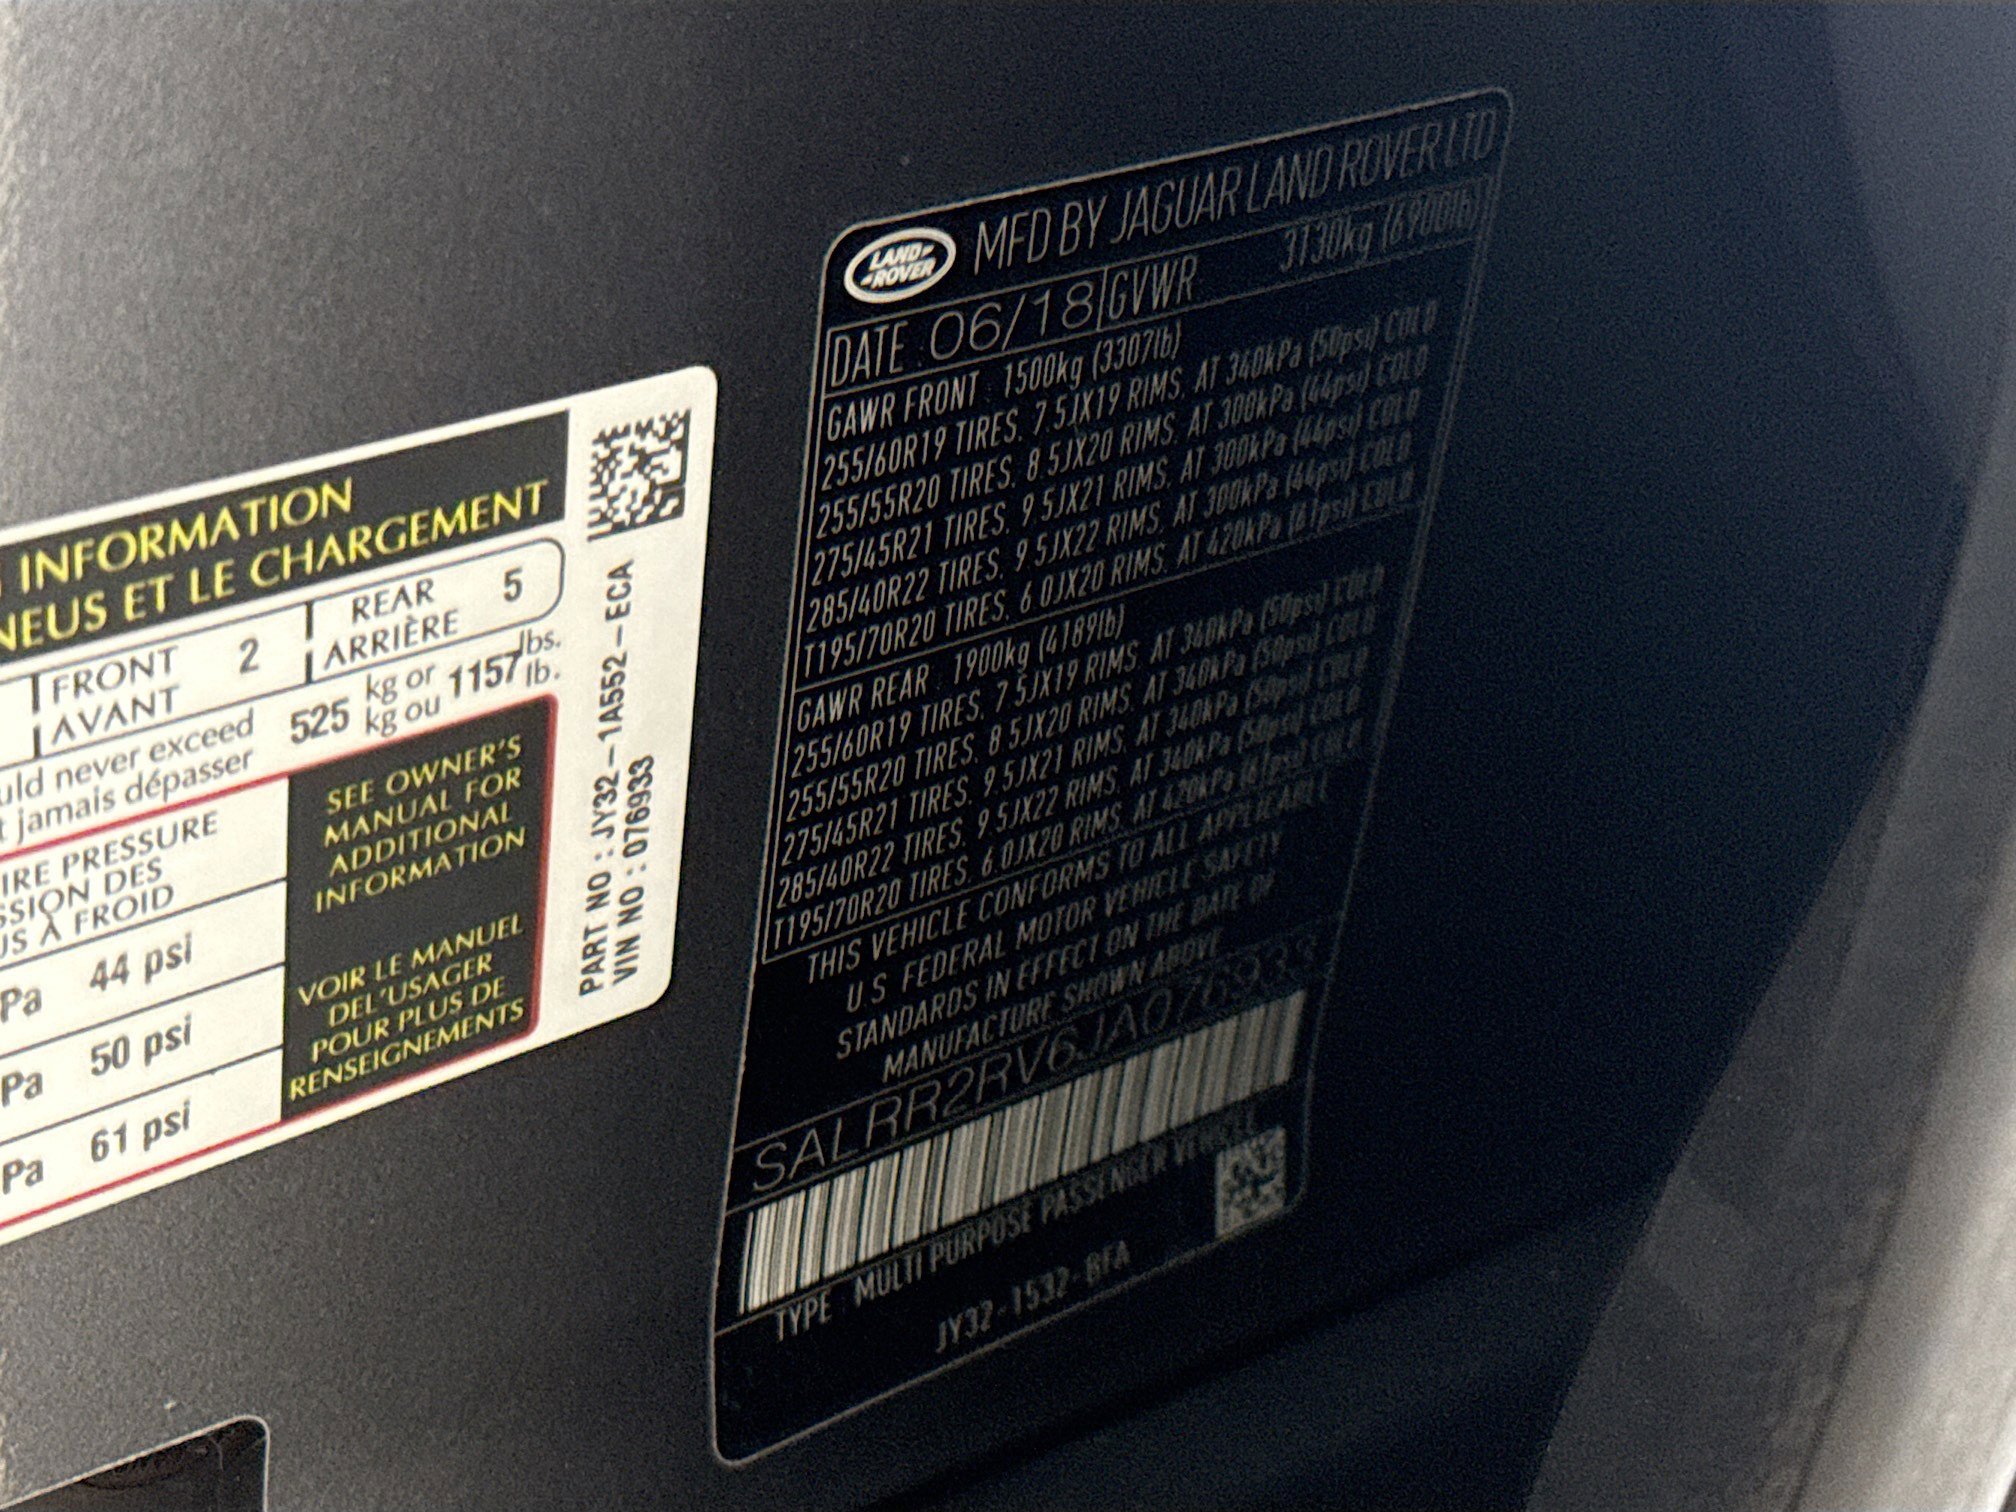 INFORMATION
NEUS ET LE CHARGEMENT
FRONT 2 REAR 5
AVANT ARRIÈRE
uld never exceed 525 kg or 1157 lbs.
t jamais dépasser kg ou lb.
IRE PRESSURE
SSION DES
US À FROID
Pa 44 psi
Pa 50 psi
Pa 61 psi
SEE OWNER'S
MANUAL FOR
ADDITIONAL
INFORMATION
VOIR LE MANUEL
DEL'USAGER
POUR PLUS DE
RENSEIGNEMENTS
PART NO : JY32-1A552-ECA
VIN NO : 076933
LAND ROVER
MFD BY JAGUAR LAND ROVER LTD
DATE : 06/18 GVWR 3130kg (6900lb)
GAWR FRONT : 1500kg (3307lb)
255/60R19 TIRES, 7.5JX19 RIMS, AT 340kPa (50psi) COLD
255/55R20 TIRES, 8.5JX20 RIMS, AT 300kPa (44psi) COLD
275/45R21 TIRES, 9.5JX21 RIMS, AT 300kPa (44psi) COLD
285/40R22 TIRES, 9.5JX22 RIMS, AT 300kPa (44psi) COLD
T195/70R20 TIRES, 6.0JX20 RIMS, AT 420kPa (61psi) COLD
GAWR REAR : 1900kg (4189lb)
255/60R19 TIRES, 7.5JX19 RIMS, AT 340kPa (50psi) COLD
255/55R20 TIRES, 8.5JX20 RIMS, AT 340kPa (50psi) COLD
275/45R21 TIRES, 9.5JX21 RIMS, AT 340kPa (50psi) COLD
285/40R22 TIRES, 9.5JX22 RIMS, AT 340kPa (50psi) COLD
T195/70R20 TIRES, 6.0JX20 RIMS, AT 420kPa (61psi) COLD
THIS VEHICLE CONFORMS TO ALL APPLICABLE
U.S. FEDERAL MOTOR VEHICLE SAFETY
STANDARDS IN EFFECT ON THE DATE OF
MANUFACTURE SHOWN ABOVE
SALRR2RV6JA076933
TYPE : MULTI PURPOSE PASSENGER VEHICLE
JY32-1532-BFA